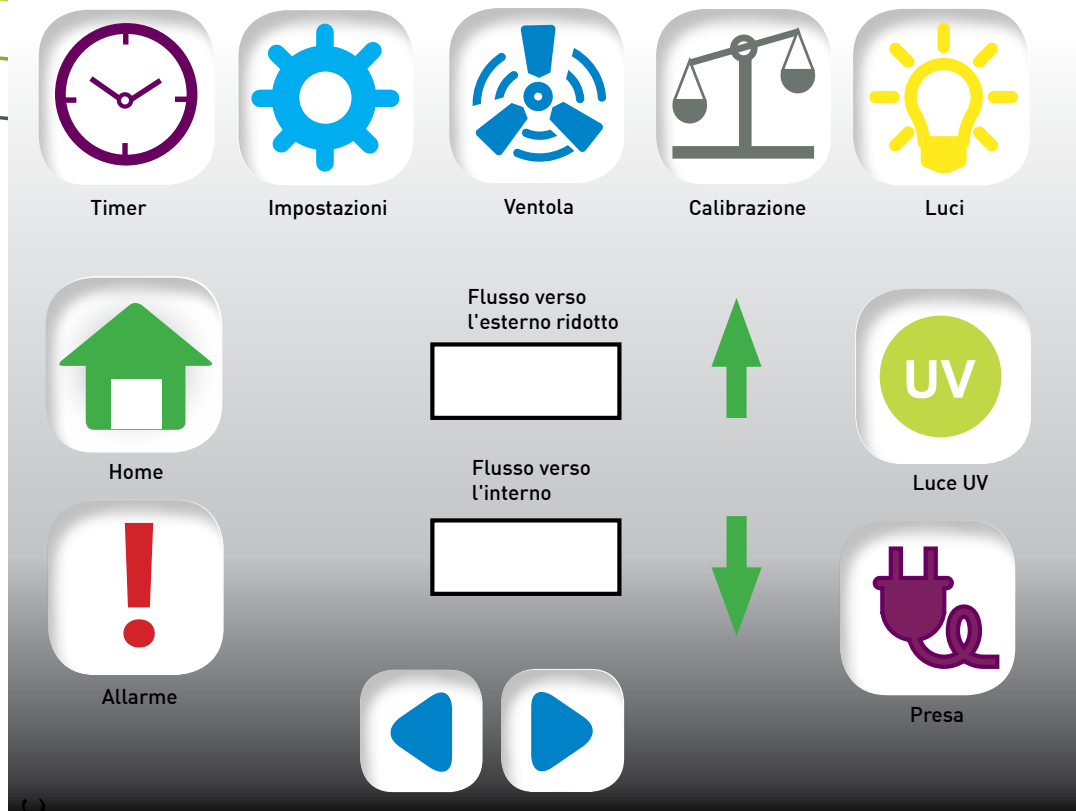 Timer
Impostazioni
Ventola
Calibrazione
Luci
Flusso verso
l'esterno ridotto
UV
Home
Flusso verso
l'interno
Luce UV
Allarme
Presa